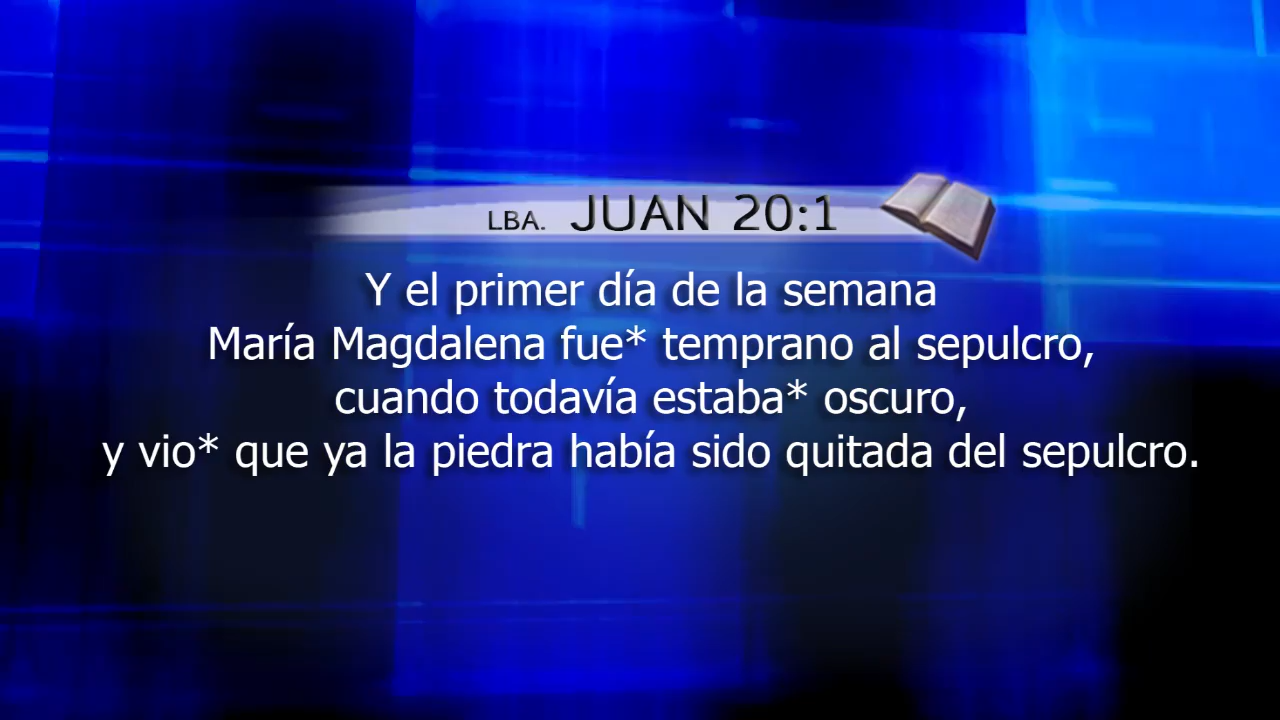 LBA. JUAN 20:1
Y el primer día de la semana
María Magdalena fue* temprano al sepulcro,
cuando todavía estaba* oscuro,
y vio* que ya la piedra había sido quitada del sepulcro.